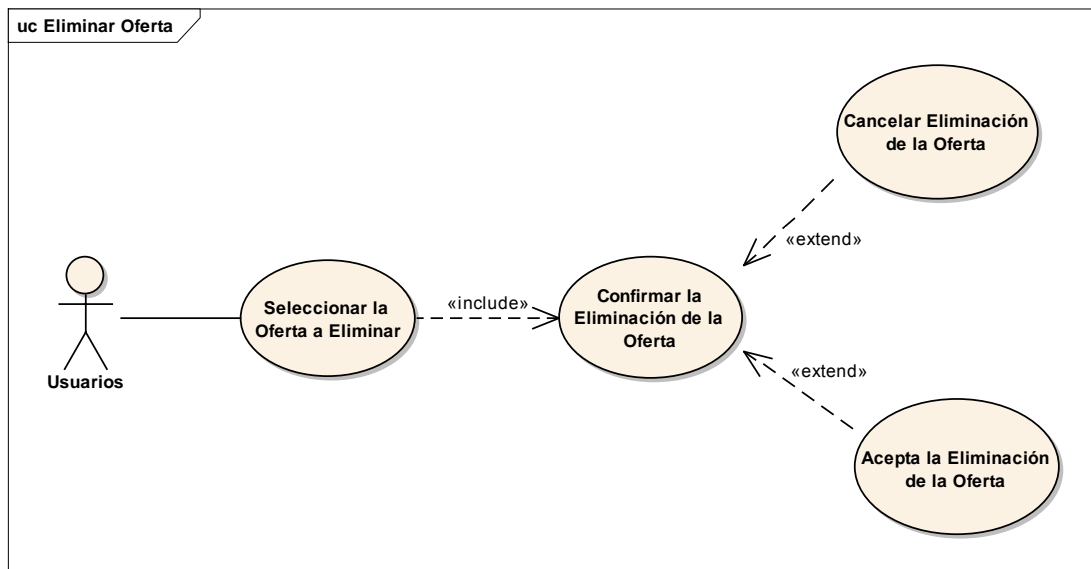 uc Eliminar Oferta
Cancelar Eliminación
de la Oferta
«extend»
Seleccionar la
Oferta a Eliminar
«include»
Confirmar la
Eliminación de la
Oferta
Usuarios
«extend»
Acepta la Eliminación
de la Oferta